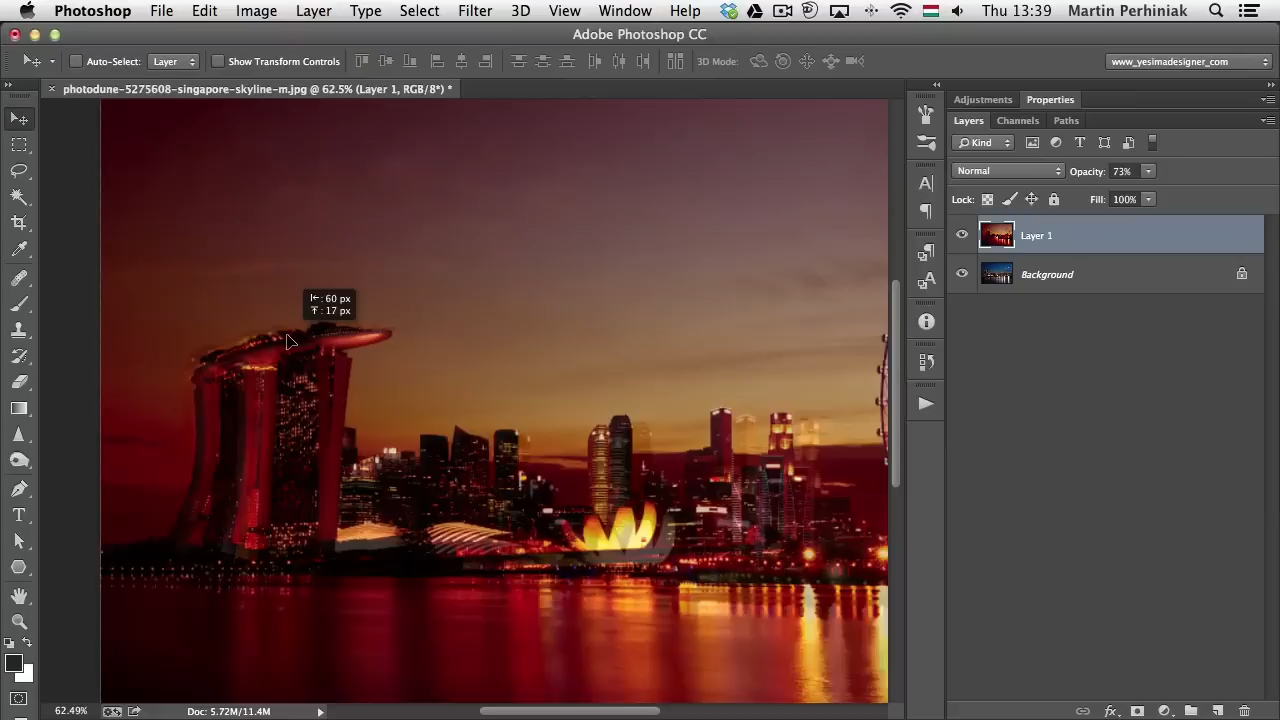 Photoshop File Edit Image Layer Type Select Filter 3D View Window Help Thu 13:39 Martin Perhiniak
Adobe Photoshop CC
Auto-Select: Layer Show Transform Controls 3D Mode: www_yesimadesigner_com
× photodune-5275608-singapore-skyline-m.jpg @ 62.5% (Layer 1, RGB/8*) *
Adjustments Properties
Layers Channels Paths
Kind
Normal Opacity: 73%
Lock: Fill: 100%
Layer 1
Background
: 60 px
: 17 px
62.49% Doc: 5.72M/11.4M